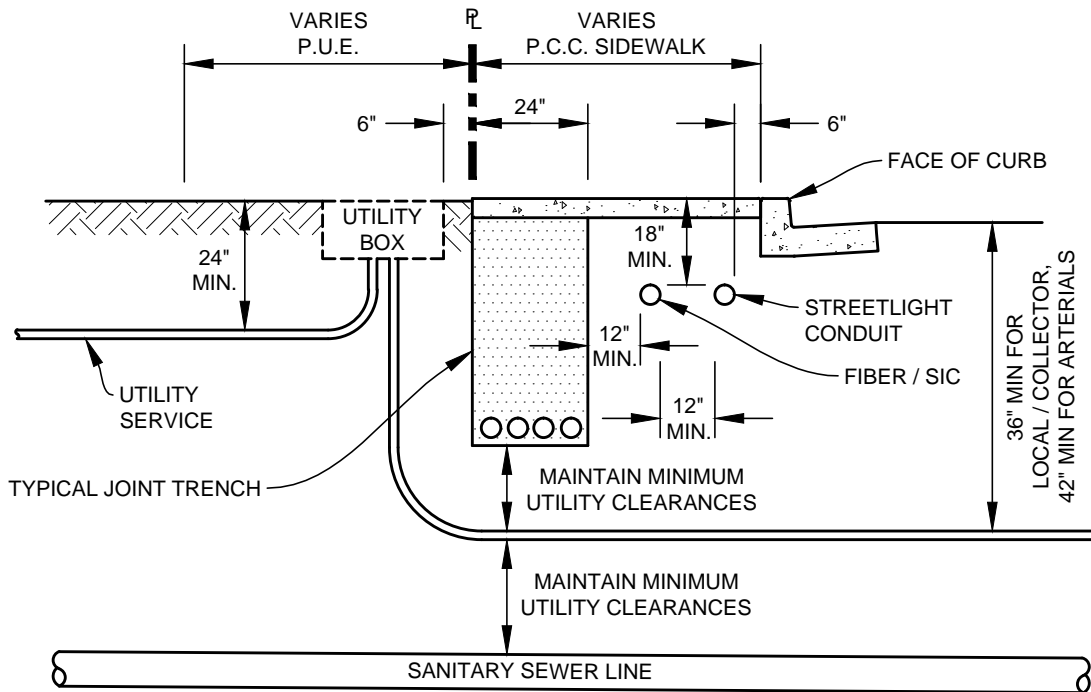 VARIES
P.U.E.
PL
VARIES
P.C.C. SIDEWALK
6"
24"
6"
FACE OF CURB
UTILITY
BOX
24"
MIN.
18"
MIN.
STREETLIGHT
CONDUIT
12"
MIN.
FIBER / SIC
12"
MIN.
UTILITY
SERVICE
36" MIN FOR
LOCAL / COLLECTOR,
42" MIN FOR ARTERIALS
TYPICAL JOINT TRENCH
MAINTAIN MINIMUM
UTILITY CLEARANCES
MAINTAIN MINIMUM
UTILITY CLEARANCES
SANITARY SEWER LINE